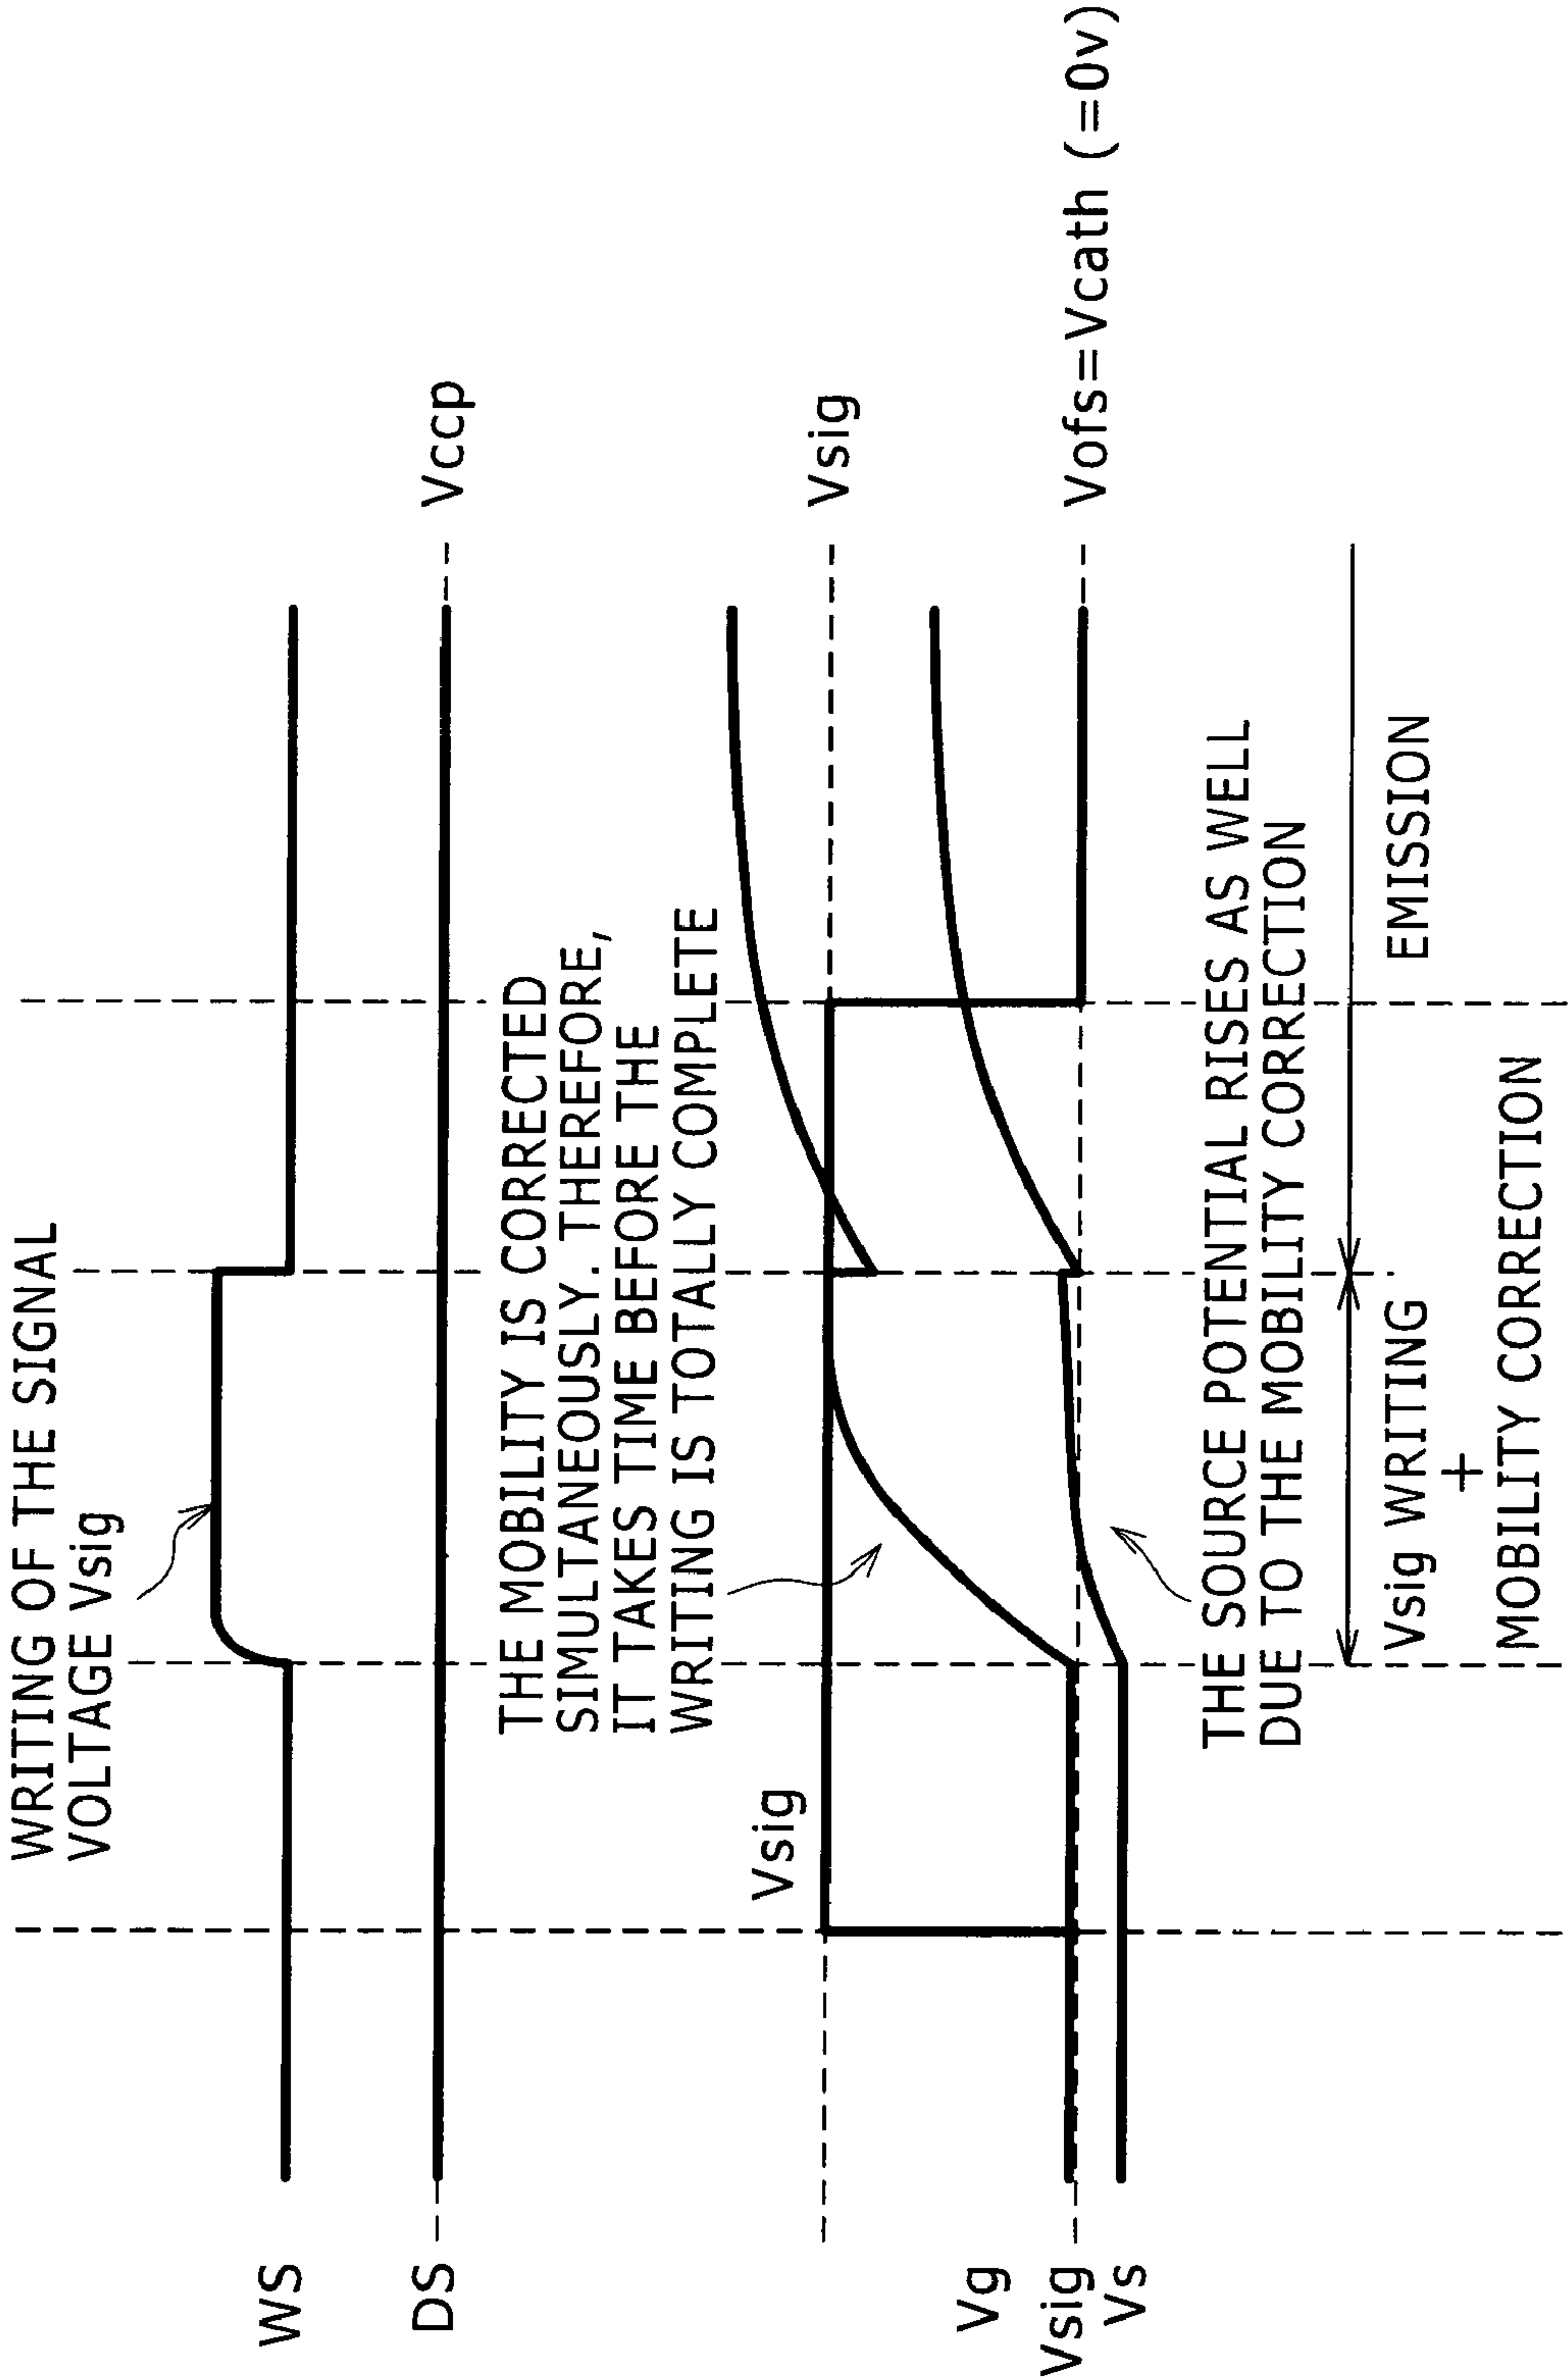 WRITING OF THE SIGNAL
VOLTAGE Vsig
WS
DS
Vccp
THE MOBILITY IS CORRECTED
SIMULTANEOUSLY. THEREFORE,
IT TAKES TIME BEFORE THE
WRITING IS TOTALLY COMPLETE
Vsig
Vsig
Vg
Vsig
Vs
Vofs=Vcath (=0v)
THE SOURCE POTENTIAL RISES AS WELL
DUE TO THE MOBILITY CORRECTION
Vsig WRITING
+
MOBILITY CORRECTION
EMISSION